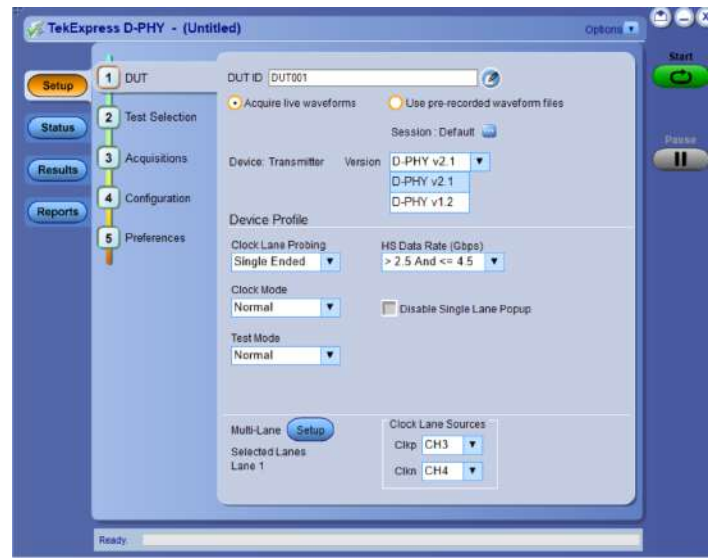 TekExpress D-PHY - (Untitled)
Options
Start
Pause
Setup
Status
Results
Reports
1 DUT
2 Test Selection
3 Acquisitions
4 Configuration
5 Preferences
DUT ID DUT001
Acquire live waveforms
Use pre-recorded waveform files
Session : Default
Device: Transmitter Version D-PHY v2.1
D-PHY v2.1
D-PHY v1.2
Device Profile
Clock Lane Probing
Single Ended
HS Data Rate (Gbps)
> 2.5 And <= 4.5
Clock Mode
Normal
Disable Single Lane Popup
Test Mode
Normal
Multi-Lane Setup
Selected Lanes
Lane 1
Clock Lane Sources
Clkp CH3
Clkn CH4
Ready.